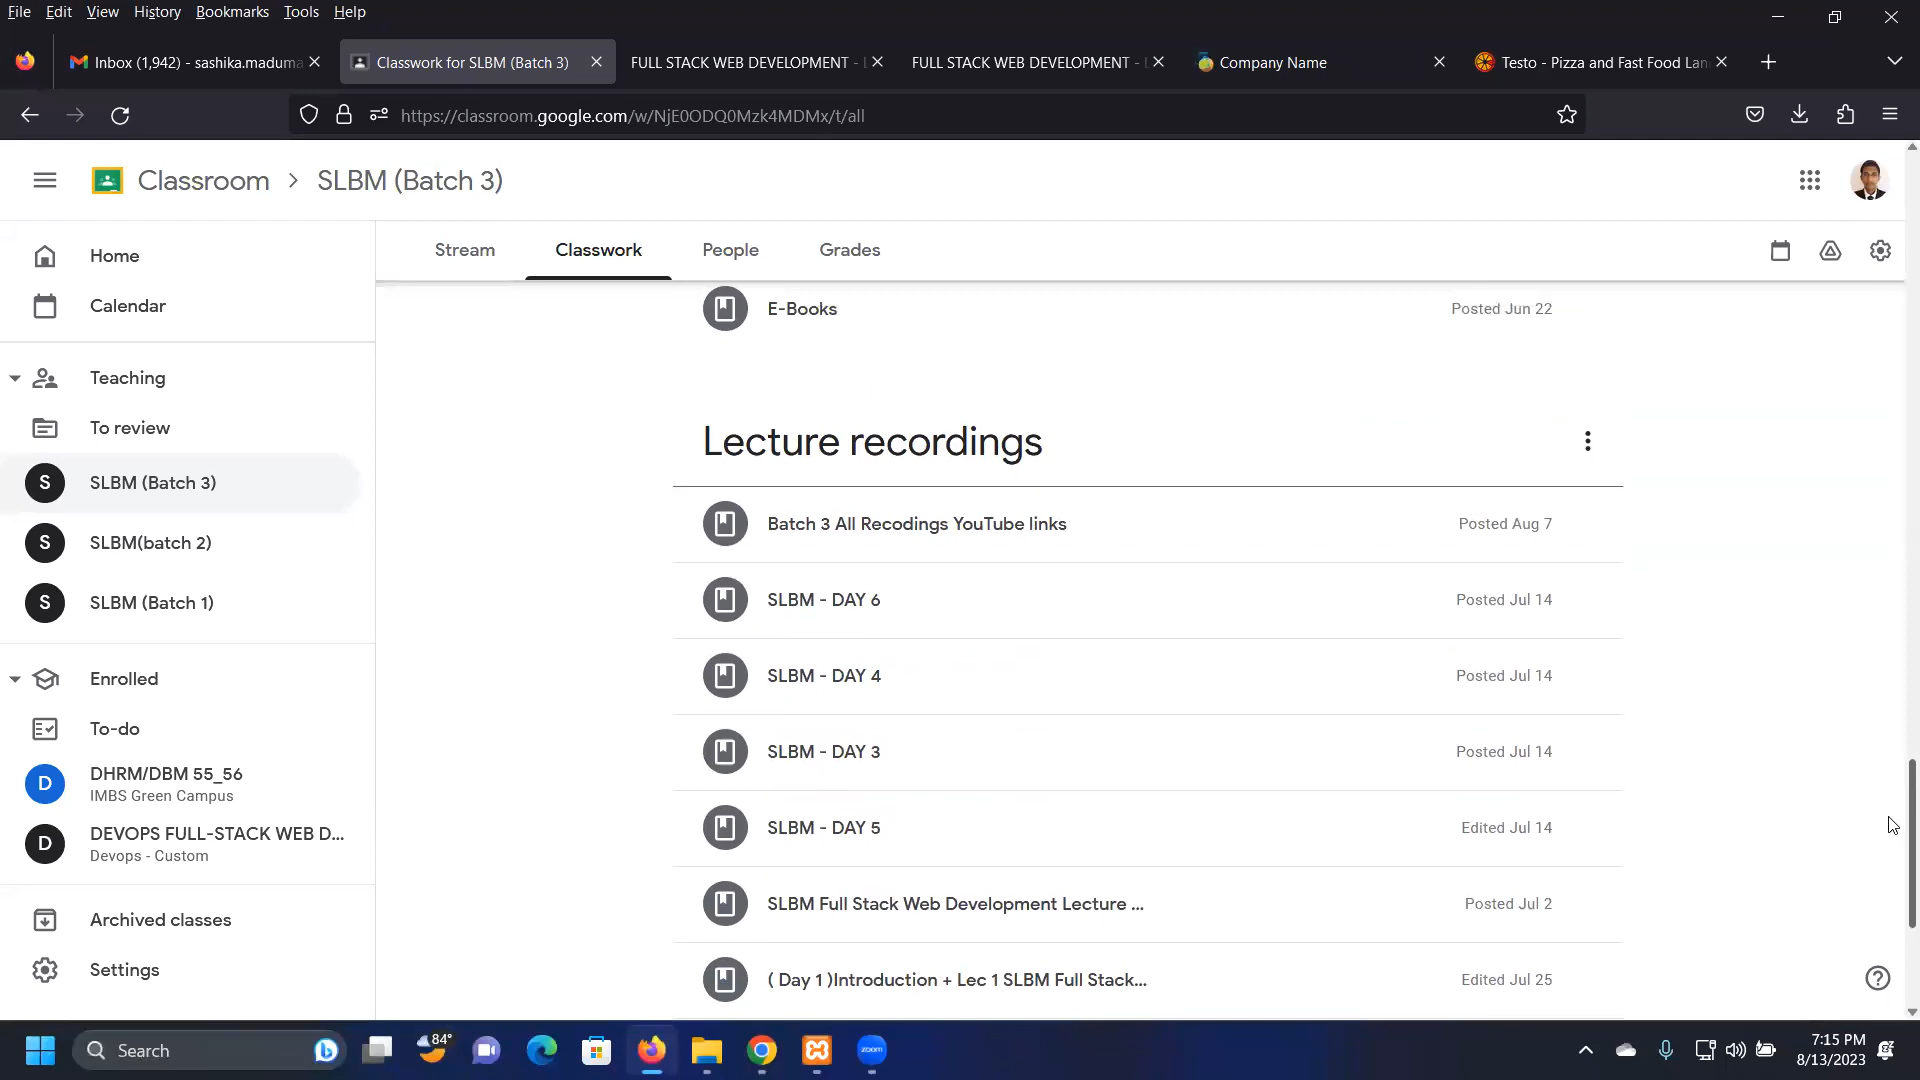 File Edit View History Bookmarks Tools Help
Inbox (1,942) - sashika.maduma
Classwork for SLBM (Batch 3)
FULL STACK WEB DEVELOPMENT -
FULL STACK WEB DEVELOPMENT -
Company Name
Testo - Pizza and Fast Food Lan
https://classroom.google.com/w/NjE0ODQ0Mzk4MDMx/t/all
Classroom > SLBM (Batch 3)
Home
Calendar
Teaching
To review
S SLBM (Batch 3)
S SLBM(batch 2)
S SLBM (Batch 1)
Enrolled
To-do
D DHRM/DBM 55_56
IMBS Green Campus
D DEVOPS FULL-STACK WEB D...
Devops - Custom
Archived classes
Settings
Stream Classwork People Grades
E-Books Posted Jun 22
Lecture recordings
Batch 3 All Recodings YouTube links Posted Aug 7
SLBM - DAY 6 Posted Jul 14
SLBM - DAY 4 Posted Jul 14
SLBM - DAY 3 Posted Jul 14
SLBM - DAY 5 Edited Jul 14
SLBM Full Stack Web Development Lecture ... Posted Jul 2
( Day 1 )Introduction + Lec 1 SLBM Full Stack... Edited Jul 25
Search
84°
zoom
7:15 PM
8/13/2023